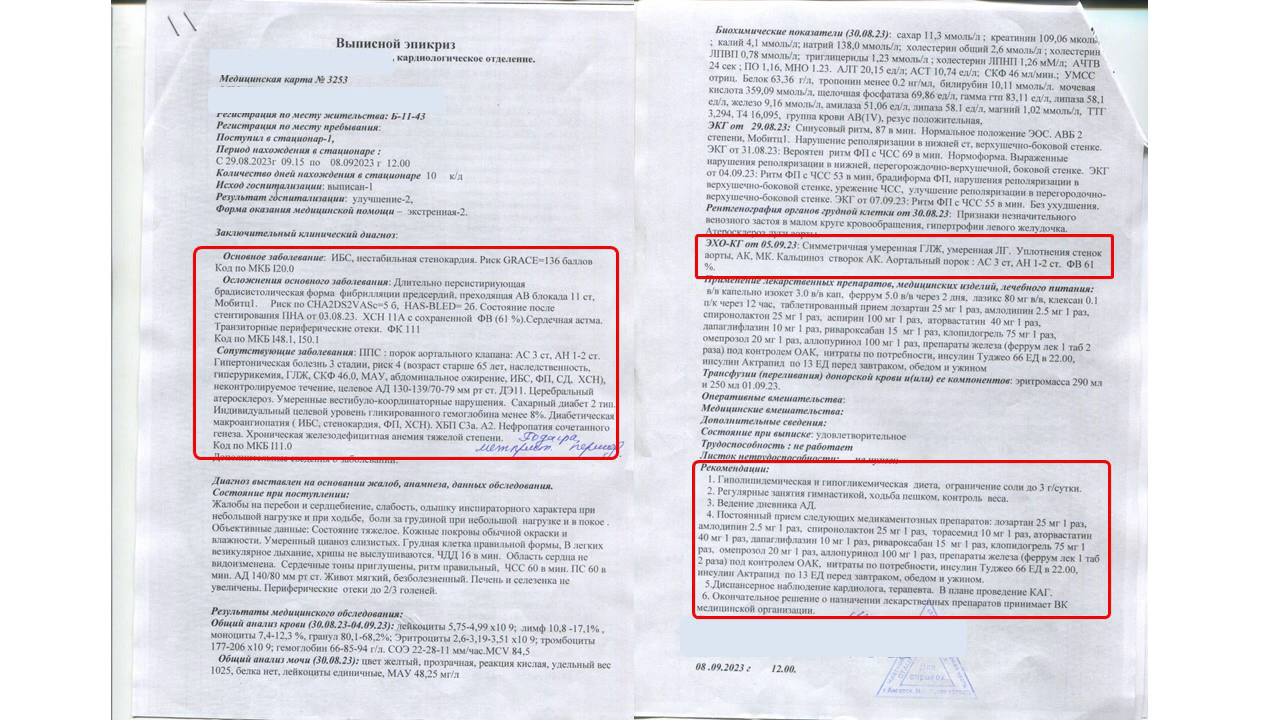 Выписной эпикриз
, кардиологическое отделение.
Медицинская карта № 3253
Регистрация по месту жительства: Б-11-43
Регистрация по месту пребывания:
Поступил в стационар-1,
Период нахождения в стационаре :
С 29.08.2023г 09.15 по 08.092023 г 12.00
Количество дней нахождения в стационаре 10 к/д
Исход госпитализации: выписан-1
Результат госпитализации: улучшение-2,
Форма оказания медицинской помощи – экстренная-2.
Заключительный клинический диагноз:
Основное заболевание: ИБС, нестабильная стенокардия. Риск GRACE=136 баллов
Код по МКБ I20.0
Осложнения основного заболевания: Длительно персистирующая
брадисистолическая форма фибрилляции предсердий, преходящая АВ блокада 11 ст,
Мобитц1. Риск по CHA2DS2VASc=5 б, HAS-BLED= 2б. Состояние после
стентирования ПНА от 03.08.23. ХСН 11А с сохраненной ФВ (61 %).Сердечная астма.
Транзиторные периферические отеки. ФК 111
Код по МКБ I48.1, I50.1
Сопутствующие заболевания: ППС : порок аортального клапана: АС 3 ст, АН 1-2 ст.
Гипертоническая болезнь 3 стадии, риск 4 (возраст старше 65 лет, наследственность,
гиперурикемия, ГЛЖ, СКФ 46.0, МАУ, абдоминальное ожирение, ИБС, ФП, СД, ХСН),
неконтролируемое течение, целевое АД 130-139/70-79 мм рт ст. ДЭ11. Церебральный
атеросклероз. Умеренные вестибуло-координаторные нарушения. Сахарный диабет 2 тип.
Индивидуальный целевой уровень гликированного гемоглобина менее 8%. Диабетическая
макроангиопатия ( ИБС, стенокардия, ФП, ХСН). ХБП С3а. А2. Нефропатия сочетанного
генеза. Хроническая железодефицитная анемия тяжелой степени.
Код по МКБ I11.0
Дополнительные сведения о заболевании:
Диагноз выставлен на основании жалоб, анамнеза, данных обследования.
Состояние при поступлении:
Жалобы на перебои и сердцебиение, слабость, одышку инспираторного характера при
небольшой нагрузке и при ходьбе, боли за грудиной при небольшой нагрузке и в покое .
Объективные данные: Состояние тяжелое. Кожные покровы обычной окраски и
влажности. Умеренный цианоз слизистых. Грудная клетка правильной формы, В легких
везикулярное дыхание, хрипы не выслушиваются. ЧДД 16 в мин. Область сердца не
видоизменена. Сердечные тоны приглушены, ритм правильный, ЧСС 60 в мин. ПС 60 в
мин. АД 140/80 мм рт ст. Живот мягкий, безболезненный. Печень и селезенка не
увеличены. Периферические отеки до 2/3 голеней.
Результаты медицинского обследования:
Общий анализ крови (30.08.23-04.09.23): лейкоциты 5,75-4,99 х10 9; лимф 10,8 -17,1% ,
моноциты 7,4-12,3 %, гранул 80,1-68,2%; Эритроциты 2,6-3,19-3,51 х10 9; тромбоциты
177-206 х10 9; гемоглобин 66-85-94 г/л. СОЭ 22-28-11 мм/час.MCV 84,5
Общий анализ мочи (30.08.23): цвет желтый, прозрачная, реакция кислая, удельный вес
1025, белка нет, лейкоциты единичные, МАУ 48,25 мг/л
Биохимические показатели (30.08.23): сахар 11,3 ммоль/л ; креатинин 109,06 мколь
; калий 4,1 ммоль/л; натрий 138,0 ммоль/л; холестерин общий 2,6 ммоль/л ; холестерин
ЛПВП 0,78 ммоль/л; триглицериды 1,23 ммоль/л ; холестерин ЛПНП 1,26 мМ/л; АЧТВ
24 сек ; ПО 1,16, МНО 1.23. АЛТ 20,15 ед/л; АСТ 10,74 ед/л; СКФ 46 мл/мин.; УМСС
отриц. Белок 63,36 г/л, тропонин менее 0.2 нг/мл, билирубин 10,11 ммоль/л. мочевая
кислота 359,09 ммоль/л, щелочная фосфатаза 69,86 ед/л, гамма гтп 83,11 ед/л, липаза 58,1
ед/л, железо 9,16 ммоль/л, амилаза 51,06 ед/л, липаза 58.1 ед/л, магний 1,02 ммоль/л, ТТГ
3,294, Т4 16,095, группа крови АВ(1V), резус положительная,
ЭКГ от 29.08.23: Синусовый ритм, 87 в мин. Нормальное положение ЭОС. АВБ 2
степени, Мобитц1. Нарушение реполяризации в нижней ст, верхушечно-боковой стенке.
ЭКГ от 31.08.23: Вероятен ритм ФП с ЧСС 69 в мин. Нормоформа. Выраженные
нарушения реполяризации в нижней, перегородочно-верхушечной, боковой стенке. ЭКГ
от 04.09.23: Ритм ФП с ЧСС 53 в мин, брадиформа ФП, нарушения реполяризации в
верхушечно-боковой стенке, урежение ЧСС, улучшение реполяризации в перегородочно-
верхушечно-боковой стенке. ЭКГ от 07.09.23: Ритм ФП с ЧСС 55 в мин. Без ухудшения.
Рентгенография органов грудной клетки от 30.08.23: Признаки незначительного
венозного застоя в малом круге кровообращения, гипертрофии левого желудочка.
Атеросклероз дуги аорты.
ЭХО-КГ от 05.09.23: Симметричная умеренная ГЛЖ, умеренная ЛГ. Уплотнения стенок
аорты, АК, МК. Кальциноз створок АК. Аортальный порок : АС 3 ст, АН 1-2 ст. ФВ 61
%.
Применение лекарственных препаратов, медицинских изделий, лечебного питания:
в/в капельно изокет 3.0 в/в кап, феррум 5.0 в/в через 2 дня, лазикс 80 мг в/в, клексан 0.1
п/к через 12 час, таблетированный прием лозартан 25 мг 1 раз, амлодипин 2.5 мг 1 раз,
спиронолактон 25 мг 1 раз, аспирин 100 мг 1 раз, аторвастатин 40 мг 1 раз,
дапаглифлазин 10 мг 1 раз, ривароксабан 15 мг 1 раз, клопидогрель 75 мг 1 раз,
омепрозол 20 мг 1 раз, аллопуринол 100 мг 1 раз, препараты железа (феррум лек 1 таб 2
раза) под контролем ОАК, нитраты по потребности, инсулин Туджео 66 ЕД в 22.00,
инсулин Актрапид по 13 ЕД перед завтраком, обедом и ужином
Трансфузии (переливания) донорской крови и(или) ее компонентов: эритромасса 290 мл
и 250 мл 01.09.23.
Оперативные вмешательства:
Медицинские вмешательства:
Дополнительные сведения:
Состояние при выписке: удовлетворительное
Трудоспособность : не работает
Листок нетрудоспособности: не нужен
Рекомендации:
1. Гиполипидемическая и гипогликемическая диета, ограничение соли до 3 г/сутки.
2. Регулярные занятия гимнастикой, ходьба пешком, контроль веса.
3. Ведение дневника АД.
4. Постоянный прием следующих медикаментозных препаратов: лозартан 25 мг 1 раз,
амлодипин 2.5 мг 1 раз, спиронолактон 25 мг 1 раз, торасемид 10 мг 1 раз, аторвастатин
40 мг 1 раз, дапаглифлазин 10 мг 1 раз, ривароксабан 15 мг 1 раз, клопидогрель 75 мг 1
раз, омепрозол 20 мг 1 раз, аллопуринол 100 мг 1 раз, препараты железа (феррум лек 1 таб
2 раза) под контролем ОАК, нитраты по потребности, инсулин Туджео 66 ЕД в 22.00,
инсулин Актрапид по 13 ЕД перед завтраком, обедом и ужином.
5.Диспансерное наблюдение кардиолога, терапевта. В плане проведение КАГ.
6. Окончательное решение о назначении лекарственных препаратов принимает ВК
медицинской организации.
08 .09.2023 г 12.00.
Для
справок